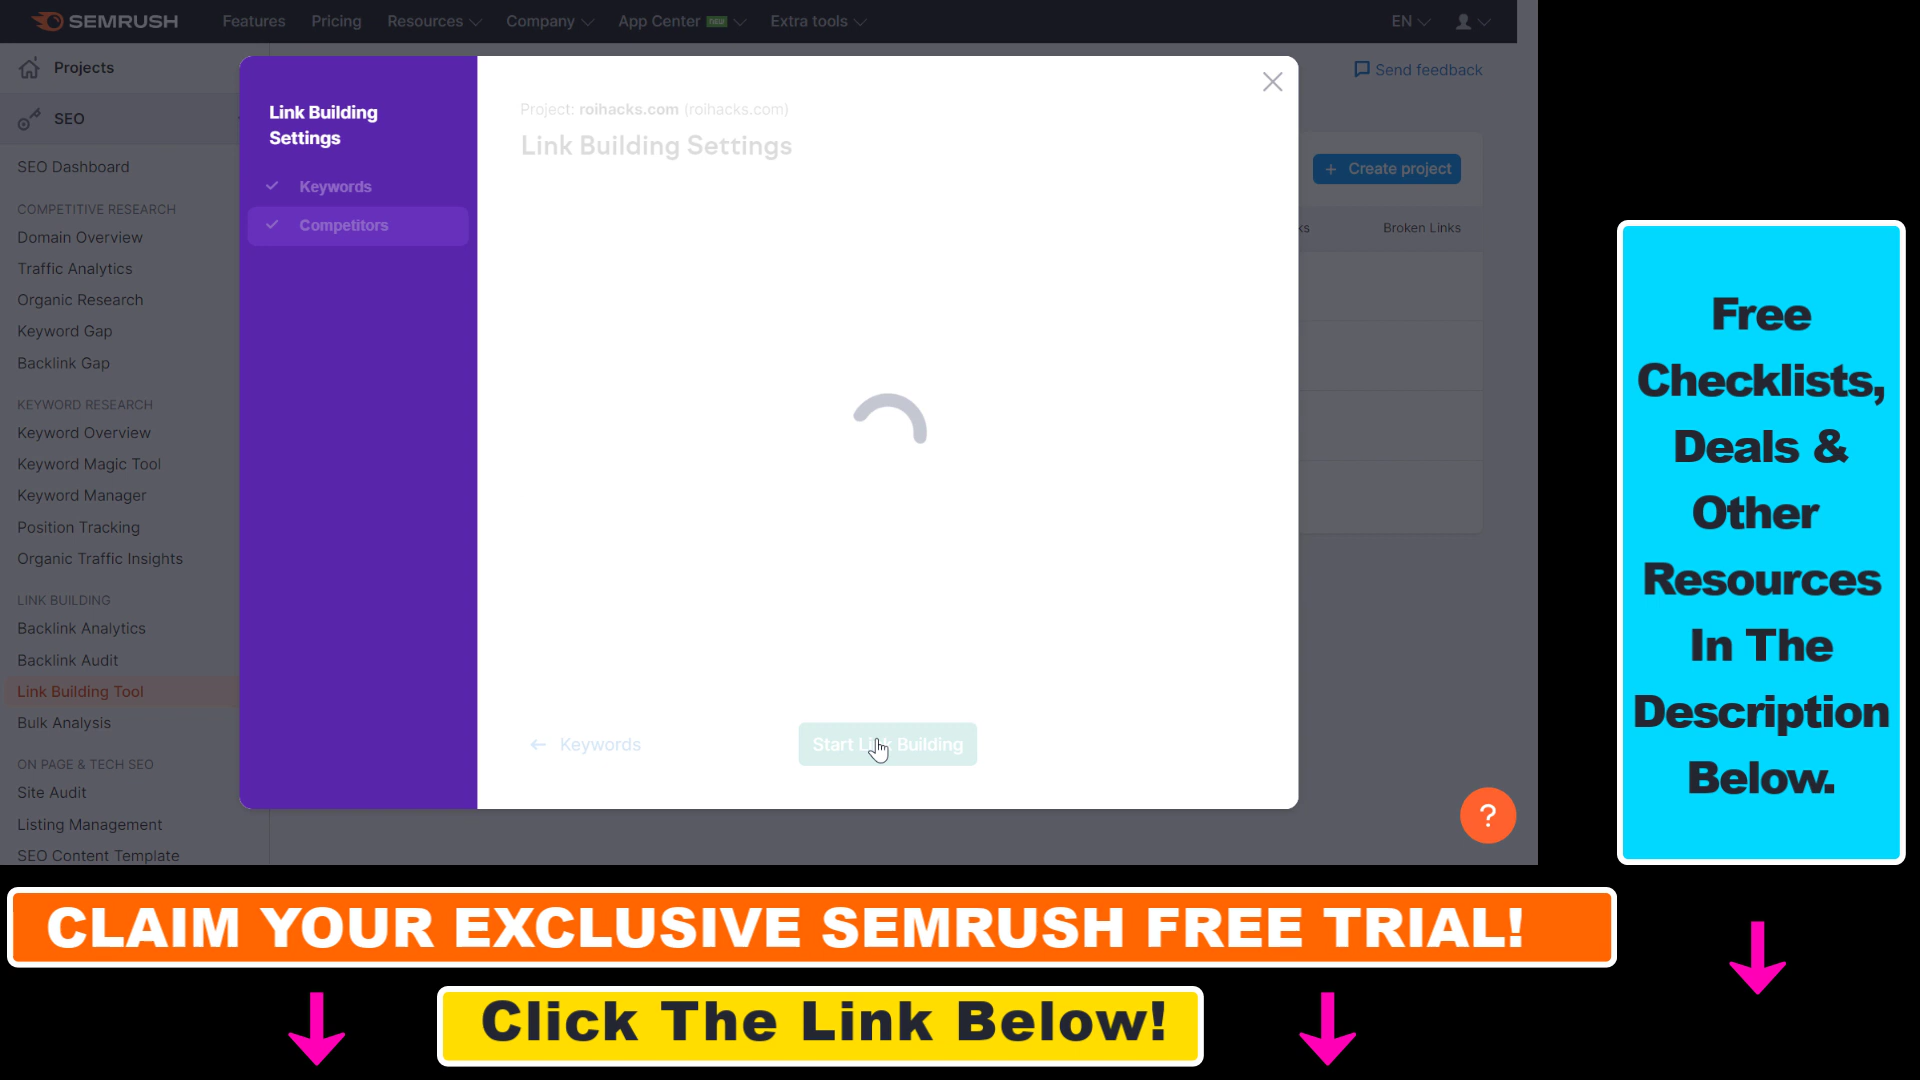 SEMRUSH
Features
Pricing
Resources
Company
App Center new
Extra tools
EN
Projects
SEO
SEO Dashboard
COMPETITIVE RESEARCH
Domain Overview
Traffic Analytics
Organic Research
Keyword Gap
Backlink Gap
KEYWORD RESEARCH
Keyword Overview
Keyword Magic Tool
Keyword Manager
Position Tracking
Organic Traffic Insights
LINK BUILDING
Backlink Analytics
Backlink Audit
Link Building Tool
Bulk Analysis
ON PAGE & TECH SEO
Site Audit
Listing Management
SEO Content Template
Link Building
Settings
Keywords
Competitors
Project: roihacks.com (roihacks.com)
Link Building Settings
← Keywords
Start Link Building
Send feedback
+ Create project
ks
Broken Links
?
Free
Checklists,
Deals &
Other
Resources
In The
Description
Below.
CLAIM YOUR EXCLUSIVE SEMRUSH FREE TRIAL!
Click The Link Below!